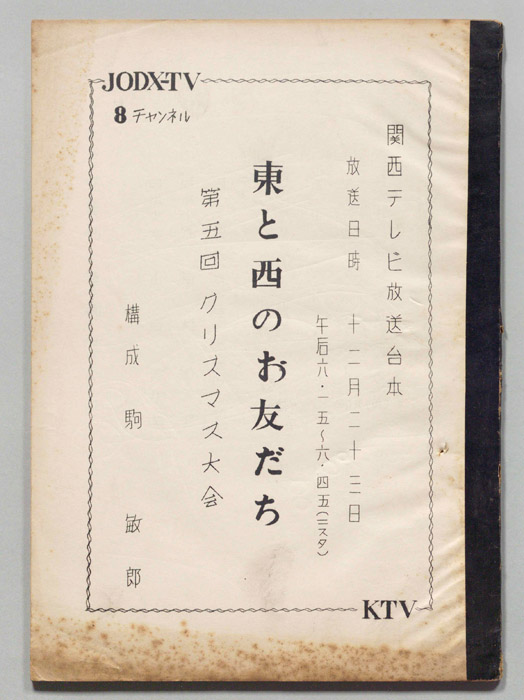 JODX-TV
8 チャンネル
関西テレビ放送台本
放送日時 十二月二十三日
午后六・一五〜六・四五(ニスタ)
東と西のお友だち
第五回 クリスマス大会
構成 駒 敏郎
KTV